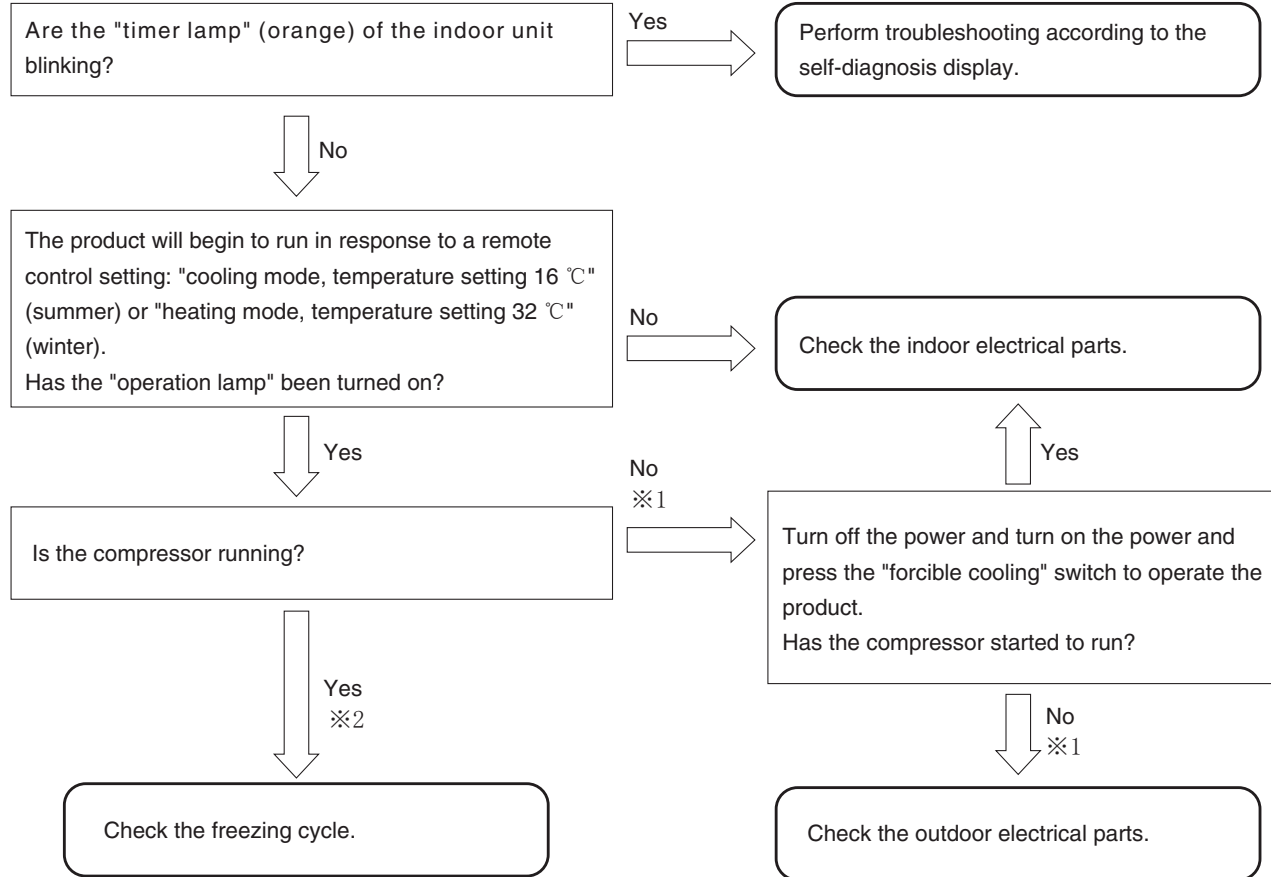 Are the "timer lamp" (orange) of the indoor unit
blinking?
Yes
Perform troubleshooting according to the
self-diagnosis display.
No
The product will begin to run in response to a remote
control setting: "cooling mode, temperature setting 16 ℃"
(summer) or "heating mode, temperature setting 32 ℃"
(winter).
Has the "operation lamp" been turned on?
No
Check the indoor electrical parts.
Yes
Yes
Is the compressor running?
No
※1
Turn off the power and turn on the power and
press the "forcible cooling" switch to operate the
product.
Has the compressor started to run?
Yes
※2
No
※1
Check the freezing cycle.
Check the outdoor electrical parts.